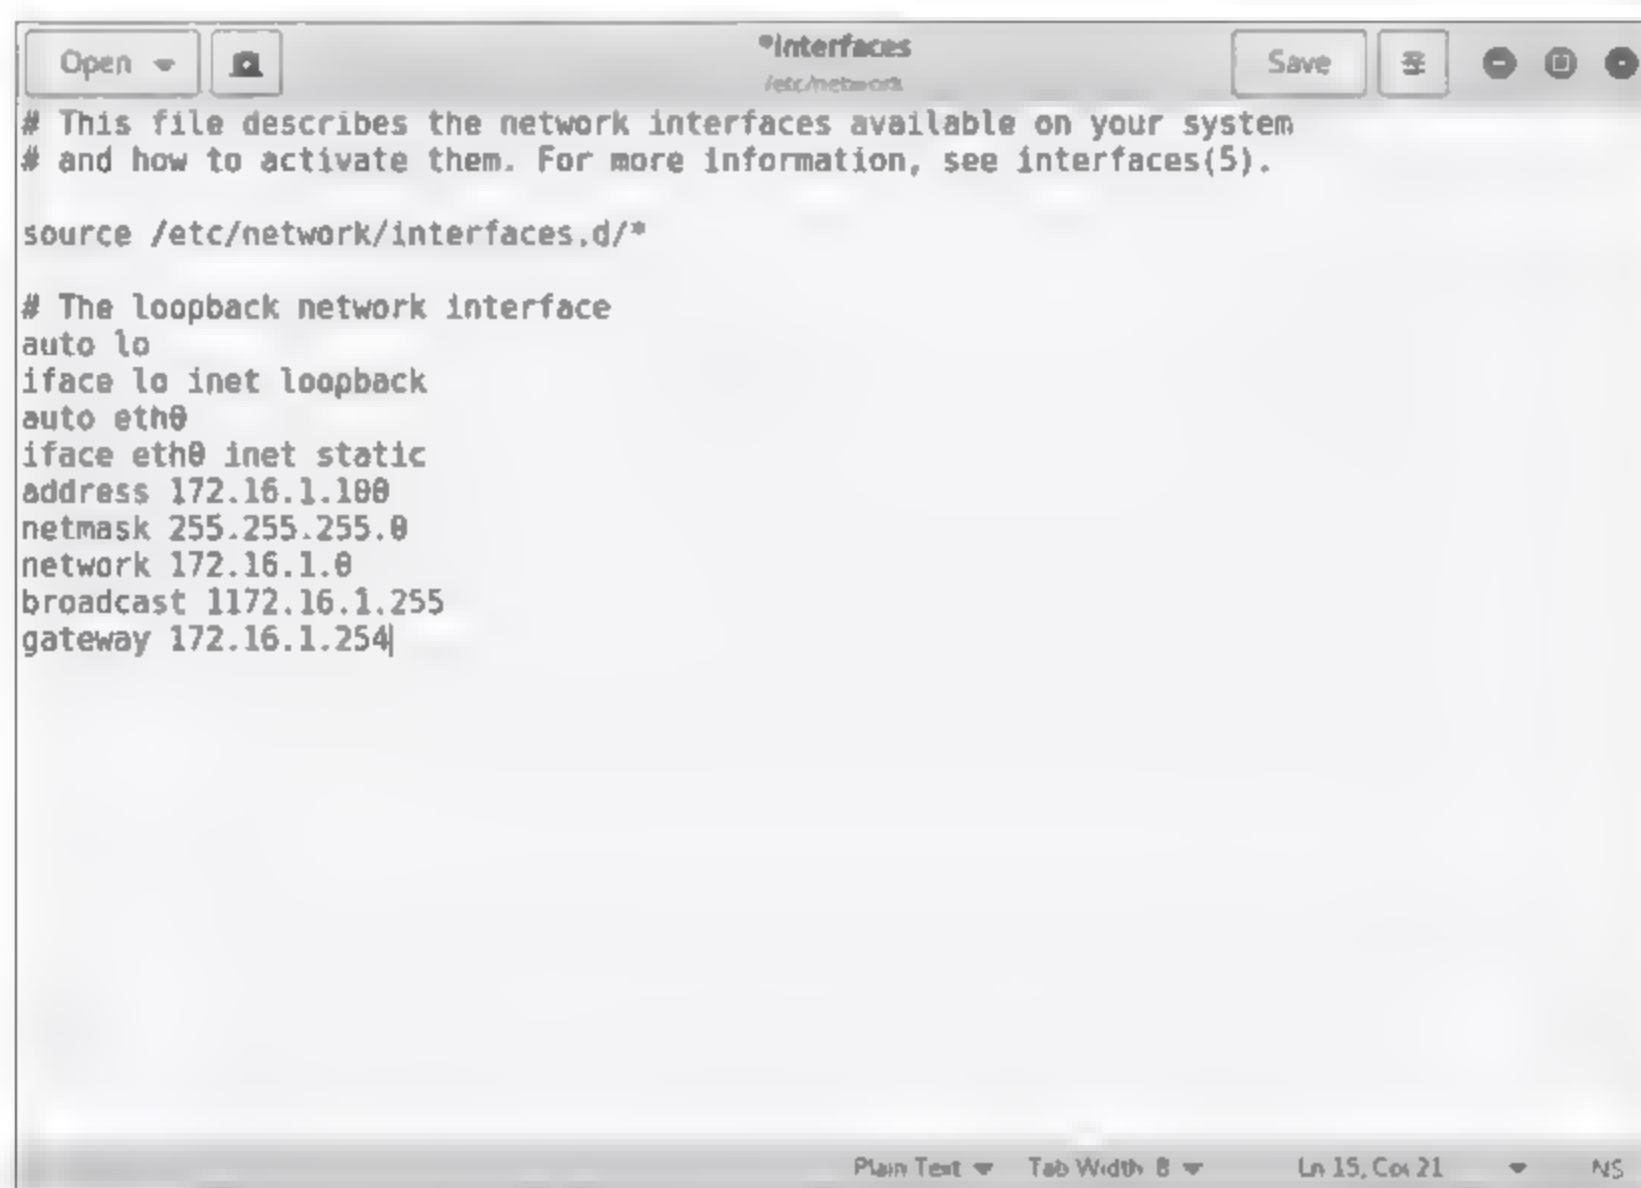 Open
*interfaces
/etc/network
Save
# This file describes the network interfaces available on your system
# and how to activate them. For more information, see interfaces(5).
source /etc/network/interfaces.d/*
# The loopback network interface
auto lo
iface lo inet loopback
auto eth0
iface eth0 inet static
address 172.16.1.100
netmask 255.255.255.0
network 172.16.1.0
broadcast 1172.16.1.255
gateway 172.16.1.254
Plain Text Tab Width: 8 Ln 15, Col 21